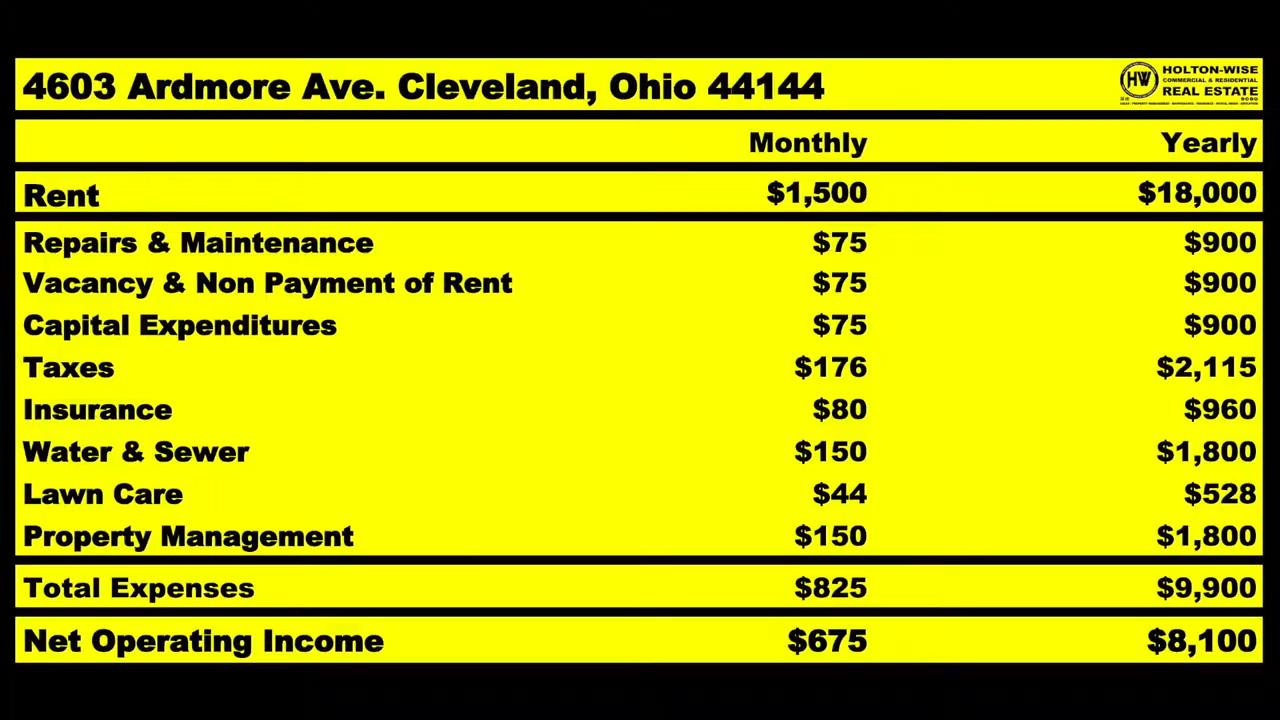 4603 Ardmore Ave. Cleveland, Ohio 44144
HW
HOLTON-WISE
COMMERCIAL & RESIDENTIAL
REAL ESTATE
Monthly Yearly
Rent $1,500 $18,000
Repairs & Maintenance $75 $900
Vacancy & Non Payment of Rent $75 $900
Capital Expenditures $75 $900
Taxes $176 $2,115
Insurance $80 $960
Water & Sewer $150 $1,800
Lawn Care $44 $528
Property Management $150 $1,800
Total Expenses $825 $9,900
Net Operating Income $675 $8,100